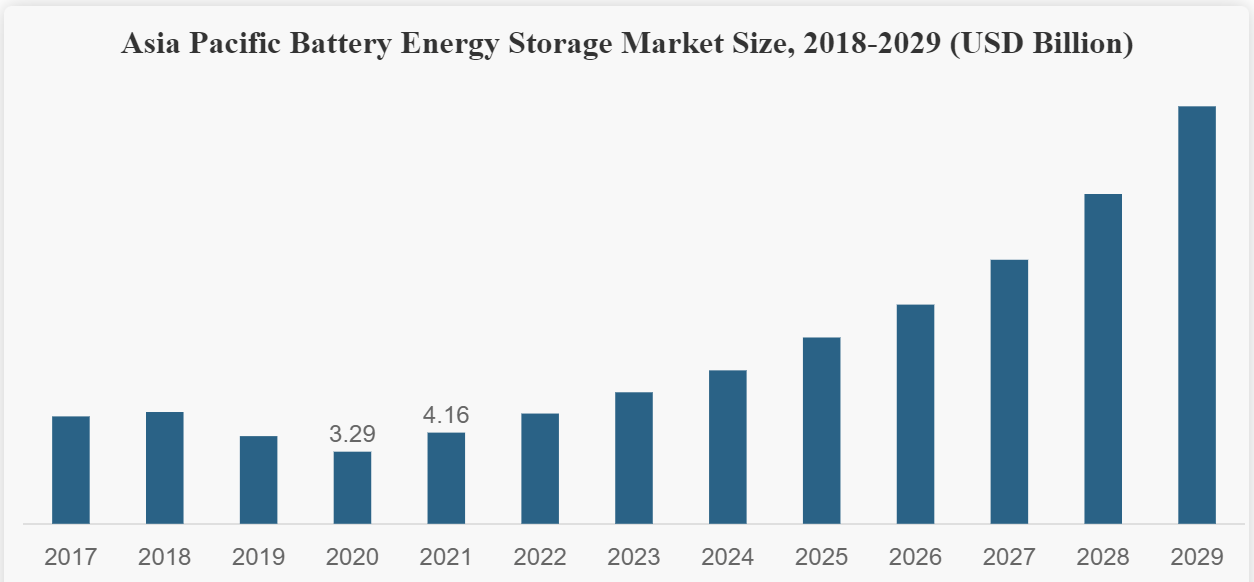 Asia Pacific Battery Energy Storage Market Size, 2018-2029 (USD Billion)
3.29 4.16
2017 2018 2019 2020 2021 2022 2023 2024 2025 2026 2027 2028 2029